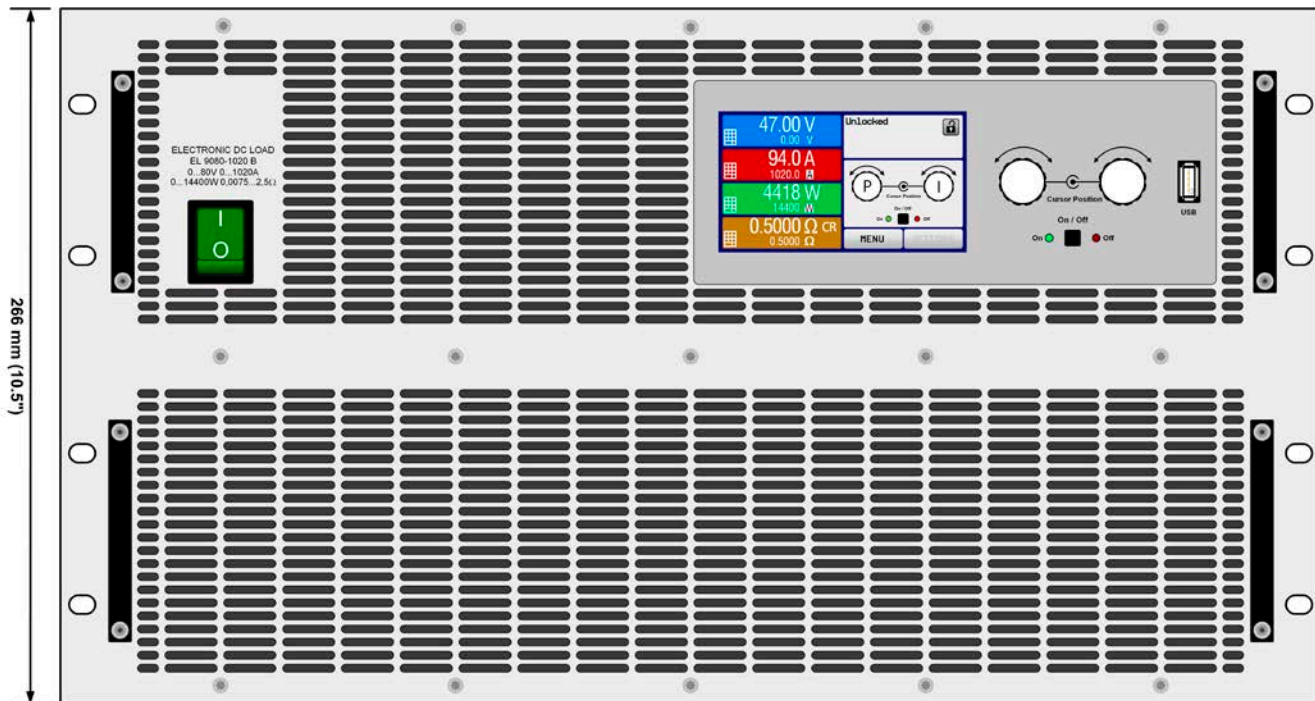 266 mm (10.5")
ELECTRONIC DC LOAD
EL 9080-1020 B
0...80V 0...1020A
0...14400W 0,0075...2,5Ω
I
O
47.00 V
0.00 V
94.0 A
1020.0 A
4418 W
14400 W
0.5000 Ω CR
0.5000 Ω
Unlocked
P
I
Cursor Position
On / Off
On
Off
MENU
Cursor Position
On / Off
On
Off
USB